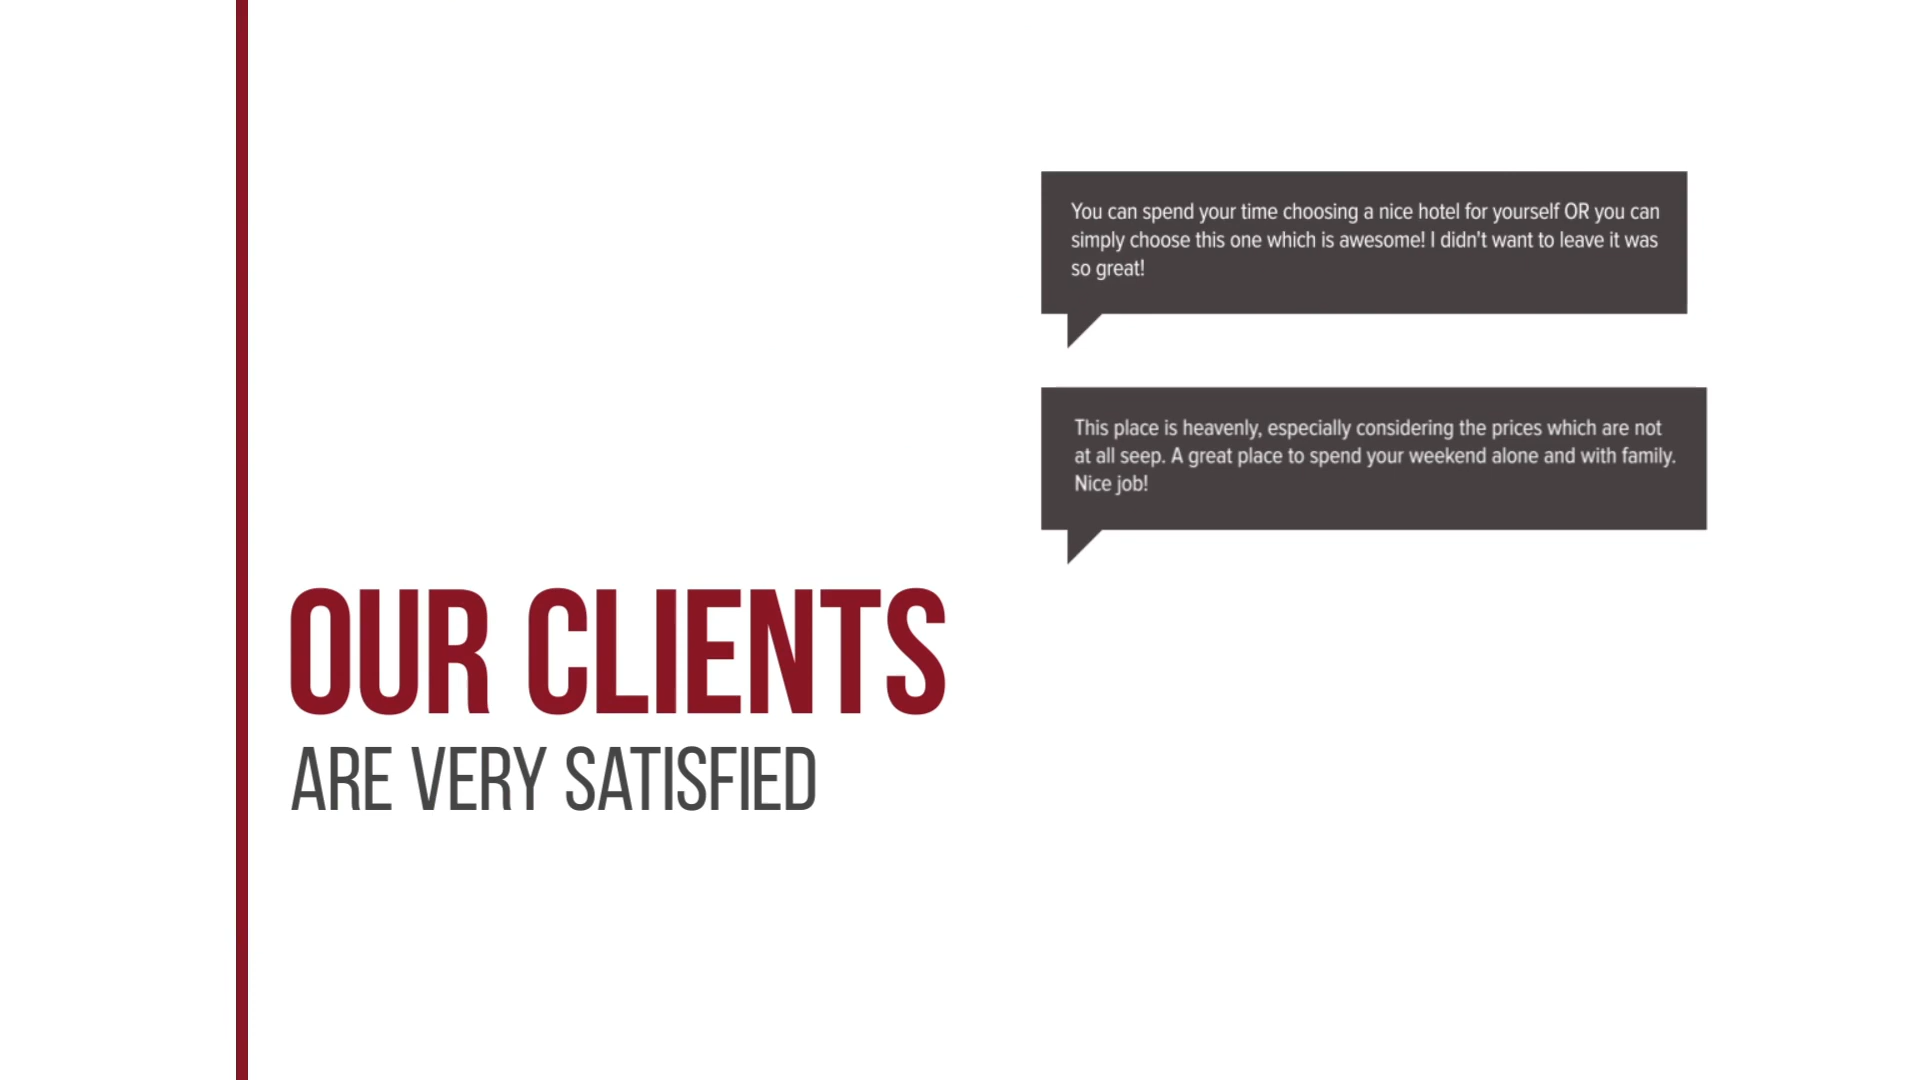 You can spend your time choosing a nice hotel for yourself OR you can
simply choose this one which is awesome! I didn't want to leave it was
so great!
This place is heavenly, especially considering the prices which are not
at all seep. A great place to spend your weekend alone and with family.
Nice job!
OUR CLIENTS
ARE VERY SATISFIED